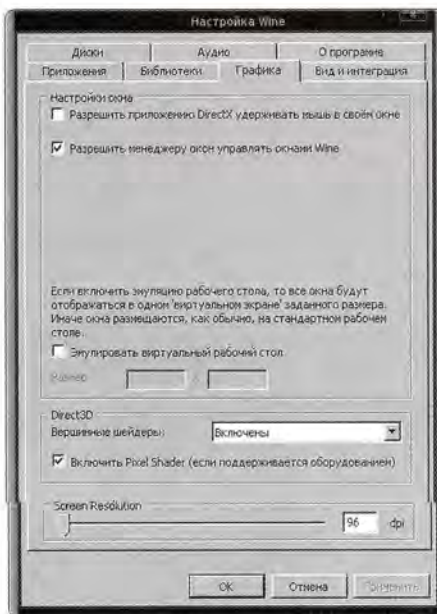 Настройка Wine
Диски Аудио О програме
Приложения Библиотеки Графика Вид и интеграция
Настройки окна
Разрешить приложению DirectX удерживать мышь в своём окне
Разрешить менеджеру окон управлять окнами Wine
Если включить эмуляцию рабочего стола, то все окна будут
отображаться в одном 'виртуальном экране' заданного размера.
Иначе окна размещаются, как обычно, на стандартном рабочем
столе.
Эмулировать виртуальный рабочий стол
Размер X
Direct3D
Вершинные шейдеры: Включены
Включить Pixel Shader (если поддерживается оборудованием)
Screen Resolution
96 dpi
OK Отмена Применить